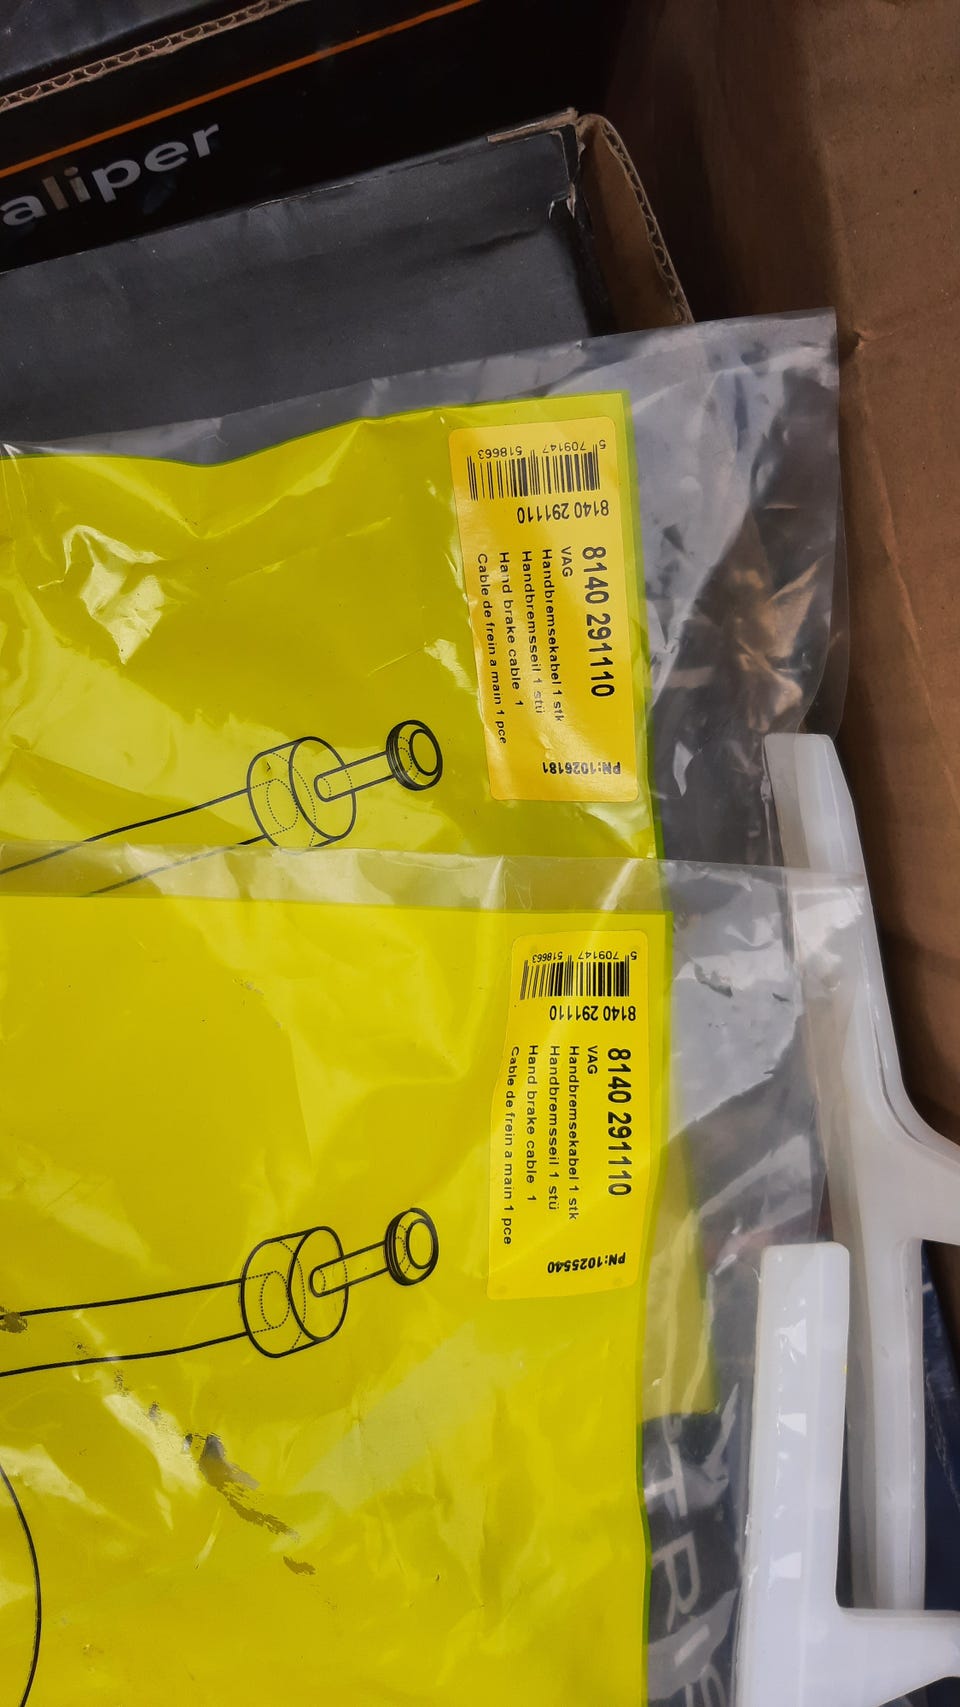 aliper
5 709147 518663
8140 291110
8140 291110
VAG
Handbremsekabel 1 stk
Handbremsseil 1 stü
Hand brake cable 1
Cable de frein a main 1 pce
PN:1026181
5 709147 518663
8140 291110
8140 291110
VAG
Handbremsekabel 1 stk
Handbremsseil 1 stü
Hand brake cable 1
Cable de frein a main 1 pce
PN:1025540